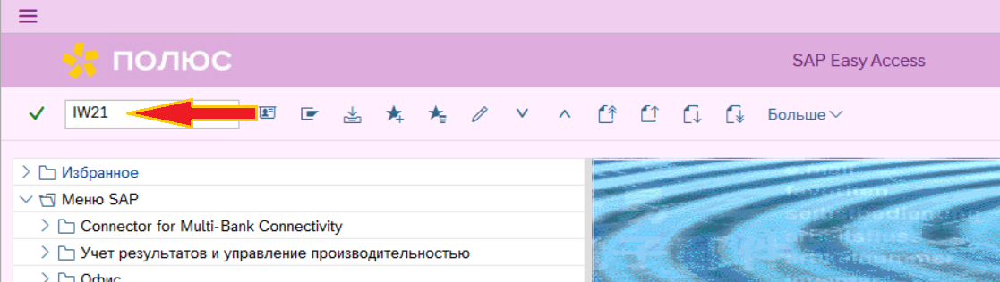 ПОЛЮС
SAP Easy Access
IW21
Больше
Избранное
Меню SAP
Connector for Multi-Bank Connectivity
Учет результатов и управление производительностью
Офис